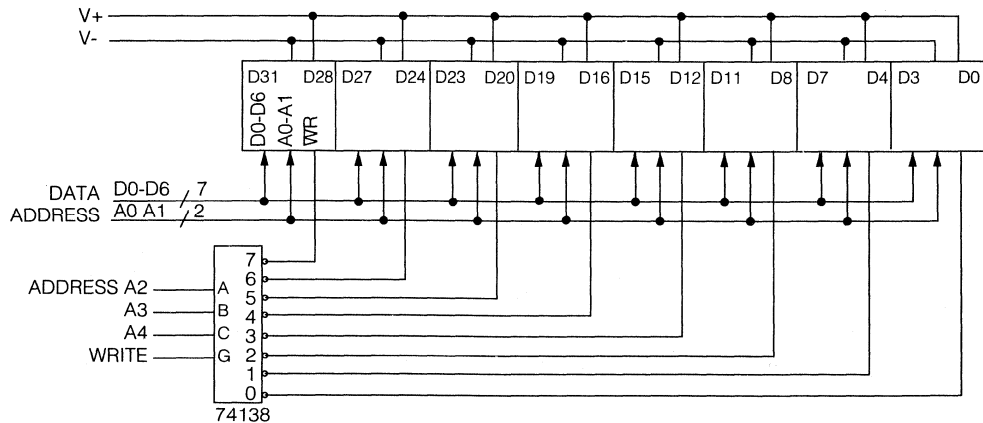 V+
V-
D31 D28 D27 D24 D23 D20 D19 D16 D15 D12 D11 D8 D7 D4 D3 D0
D0-D6
A0-A1
WR
DATA D0-D6 7
ADDRESS A0 A1 2
7
6
ADDRESS A2 A 5
A3 B 4
A4 C 3
WRITE G 2
1
0
74138